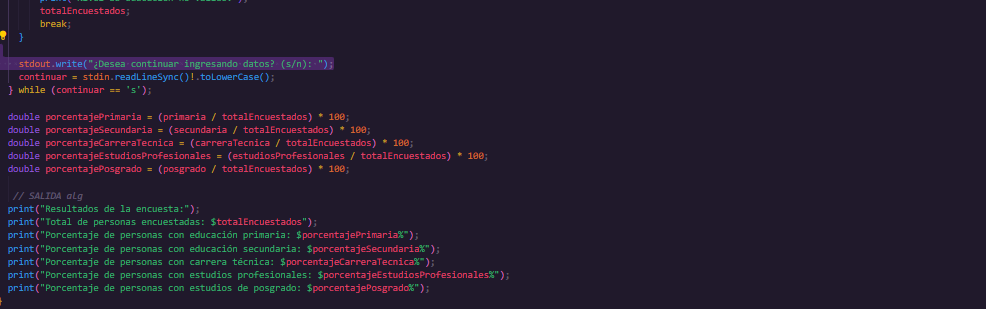 totalEncuestados;
break;
}
stdout.write("¿Desea continuar ingresando datos? (s/n): ");
continuar = stdin.readLineSync()!.toLowerCase();
} while (continuar == 's');
double porcentajePrimaria = (primaria / totalEncuestados) * 100;
double porcentajeSecundaria = (secundaria / totalEncuestados) * 100;
double porcentajeCarreraTecnica = (carreraTecnica / totalEncuestados) * 100;
double porcentajeEstudiosProfesionales = (estudiosProfesionales / totalEncuestados) * 100;
double porcentajePosgrado = (posgrado / totalEncuestados) * 100;
// SALIDA alg
print("Resultados de la encuesta:");
print("Total de personas encuestadas: $totalEncuestados");
print("Porcentaje de personas con educación primaria: $porcentajePrimaria%");
print("Porcentaje de personas con educación secundaria: $porcentajeSecundaria%");
print("Porcentaje de personas con carrera técnica: $porcentajeCarreraTecnica%");
print("Porcentaje de personas con estudios profesionales: $porcentajeEstudiosProfesionales%");
print("Porcentaje de personas con estudios de posgrado: $porcentajePosgrado%");
}